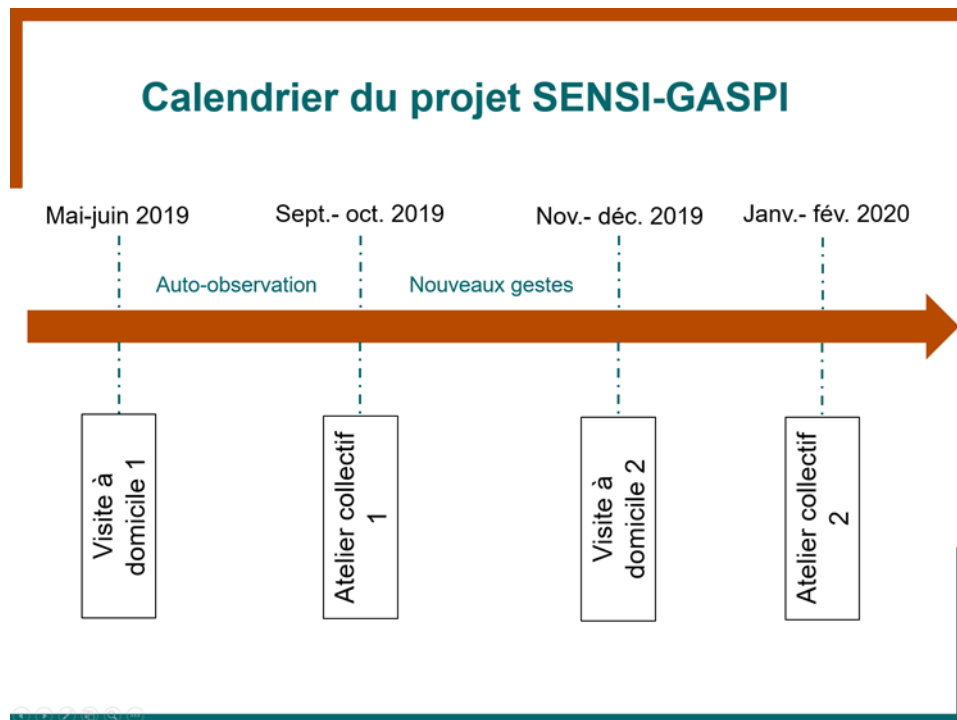 Calendrier du projet SENSI-GASPI
Mai-juin 2019
Sept.- oct. 2019
Nov.- déc. 2019
Janv.- fév. 2020
Auto-observation
Nouveaux gestes
Visite à
domicile 1
Atelier collectif
1
Visite à
domicile 2
Atelier collectif
2